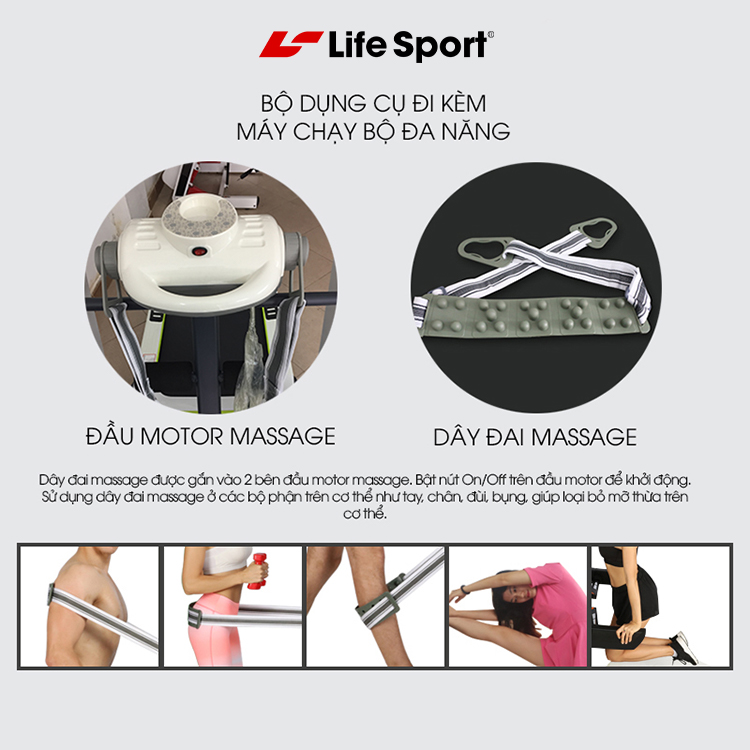 Life Sport®
BỘ DỤNG CỤ ĐI KÈM
MÁY CHẠY BỘ ĐA NĂNG
ĐẦU MOTOR MASSAGE
DÂY ĐAI MASSAGE
Dây đai massage được gắn vào 2 bên đầu motor massage. Bật nút On/Off trên đầu motor để khởi động.
Sử dụng dây đai massage ở các bộ phận trên cơ thể như tay, chân, đùi, bụng, giúp loại bỏ mỡ thừa trên
cơ thể.